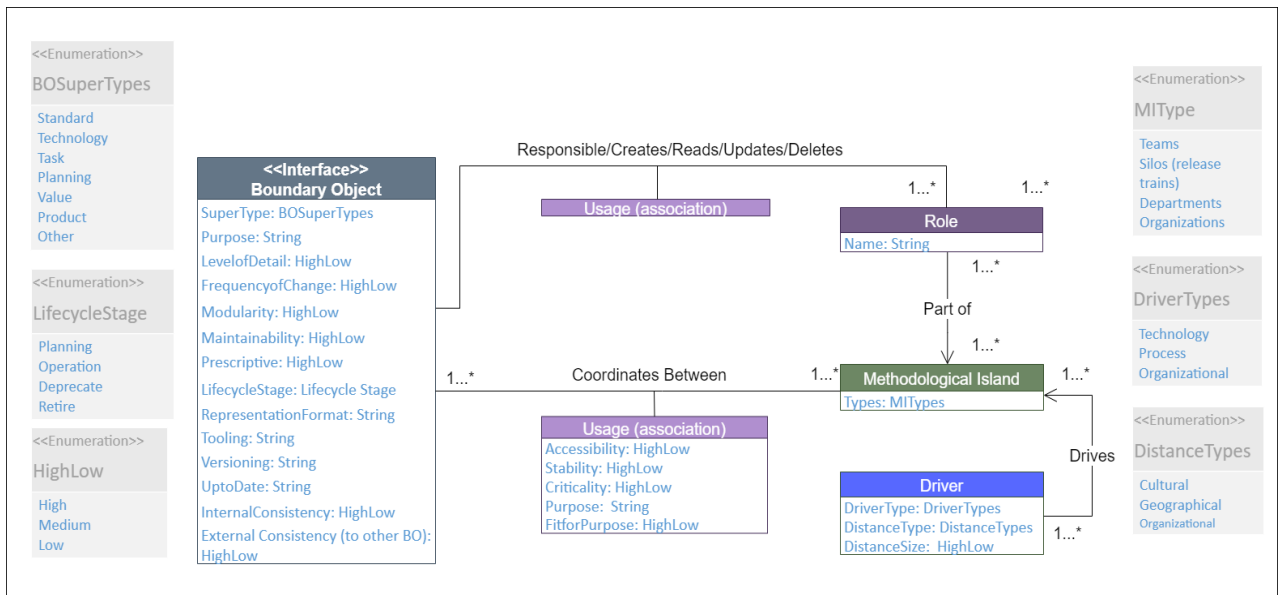 <<Enumeration>>
BOSuperTypes
Standard
Technology
Task
Planning
Value
Product
Other
<<Enumeration>>
LifecycleStage
Planning
Operation
Deprecate
Retire
<<Enumeration>>
HighLow
High
Medium
Low
<<Interface>>
Boundary Object
SuperType: BOSuperTypes
Purpose: String
LevelofDetail: HighLow
FrequencyofChange: HighLow
Modularity: HighLow
Maintainability: HighLow
Prescriptive: HighLow
LifecycleStage: Lifecycle Stage
RepresentationFormat: String
Tooling: String
Versioning: String
UptoDate: String
InternalConsistency: HighLow
External Consistency (to other BO):
HighLow
Responsible/Creates/Reads/Updates/Deletes
Usage (association)
1...*
1...*
Role
Name: String
1...*
Part of
1...*
1...*
Coordinates Between
1...*
Methodological Island
Types: MITypes
1...*
Usage (association)
Accessibility: HighLow
Stability: HighLow
Criticality: HighLow
Purpose: String
FitforPurpose: HighLow
Drives
Driver
DriverType: DriverTypes
DistanceType: DistanceTypes
DistanceSize: HighLow
1...*
<<Enumeration>>
MIType
Teams
Silos (release
trains)
Departments
Organizations
<<Enumeration>>
DriverTypes
Technology
Process
Organizational
<<Enumeration>>
DistanceTypes
Cultural
Geographical
Organizational